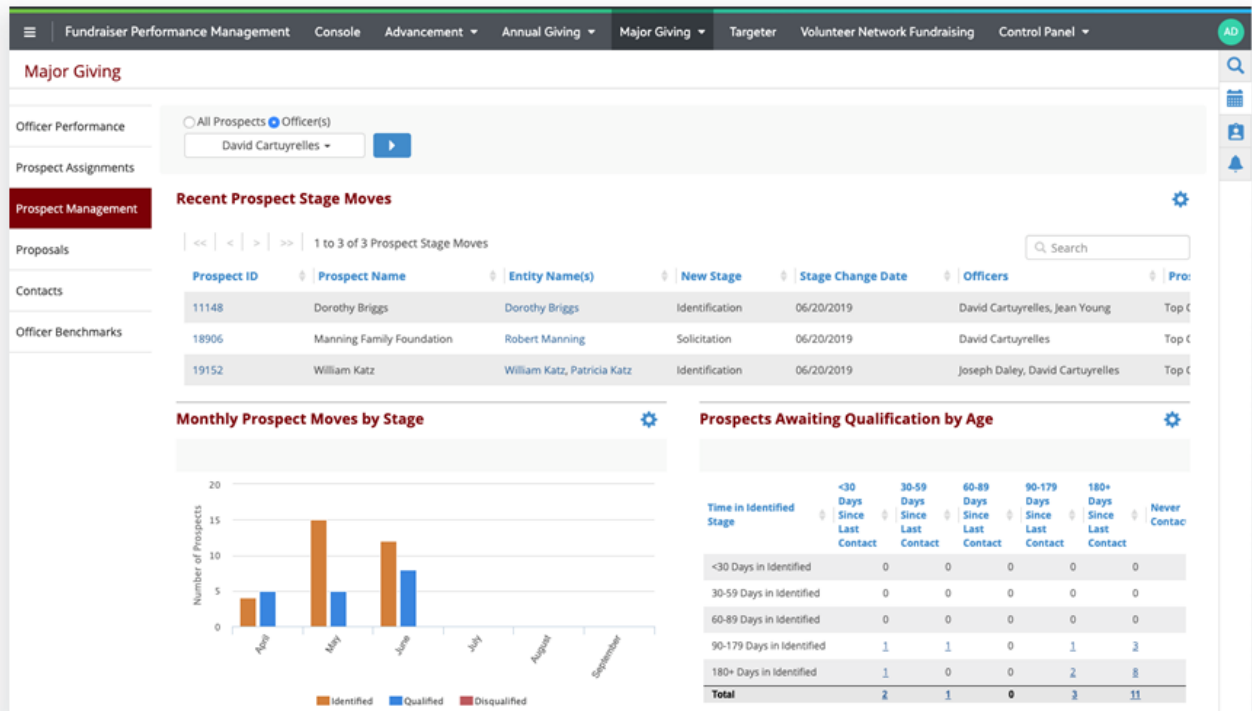 Fundraiser Performance Management Console Advancement Annual Giving Major Giving Targeter Volunteer Network Fundraising Control Panel AD
Major Giving
Officer Performance
Prospect Assignments
Prospect Management
Proposals
Contacts
Officer Benchmarks
All Prospects Officer(s)
David Cartuyrelles
Recent Prospect Stage Moves
<< < > >> 1 to 3 of 3 Prospect Stage Moves
Search
Prospect ID Prospect Name Entity Name(s) New Stage Stage Change Date Officers
11148 Dorothy Briggs Dorothy Briggs Identification 06/20/2019 David Cartuyrelles, Jean Young Top
18906 Manning Family Foundation Robert Manning Solicitation 06/20/2019 David Cartuyrelles Top
19152 William Katz William Katz, Patricia Katz Identification 06/20/2019 Joseph Daley, David Cartuyrelles Top
Monthly Prospect Moves by Stage
Number of Prospects
20
15
10
5
0
April May June July August September
Identified Qualified Disqualified
Prospects Awaiting Qualification by Age
Time in Identified Stage <30 Days Since Last Contact 30-59 Days Since Last Contact 60-89 Days Since Last Contact 90-179 Days Since Last Contact 180+ Days Since Last Contact Never
<30 Days in Identified 0 0 0 0 0
30-59 Days in Identified 0 0 0 0 0
60-89 Days in Identified 0 0 0 0 0
90-179 Days in Identified 1 1 0 1 3
180+ Days in Identified 1 0 0 2 8
Total 2 1 0 3 11